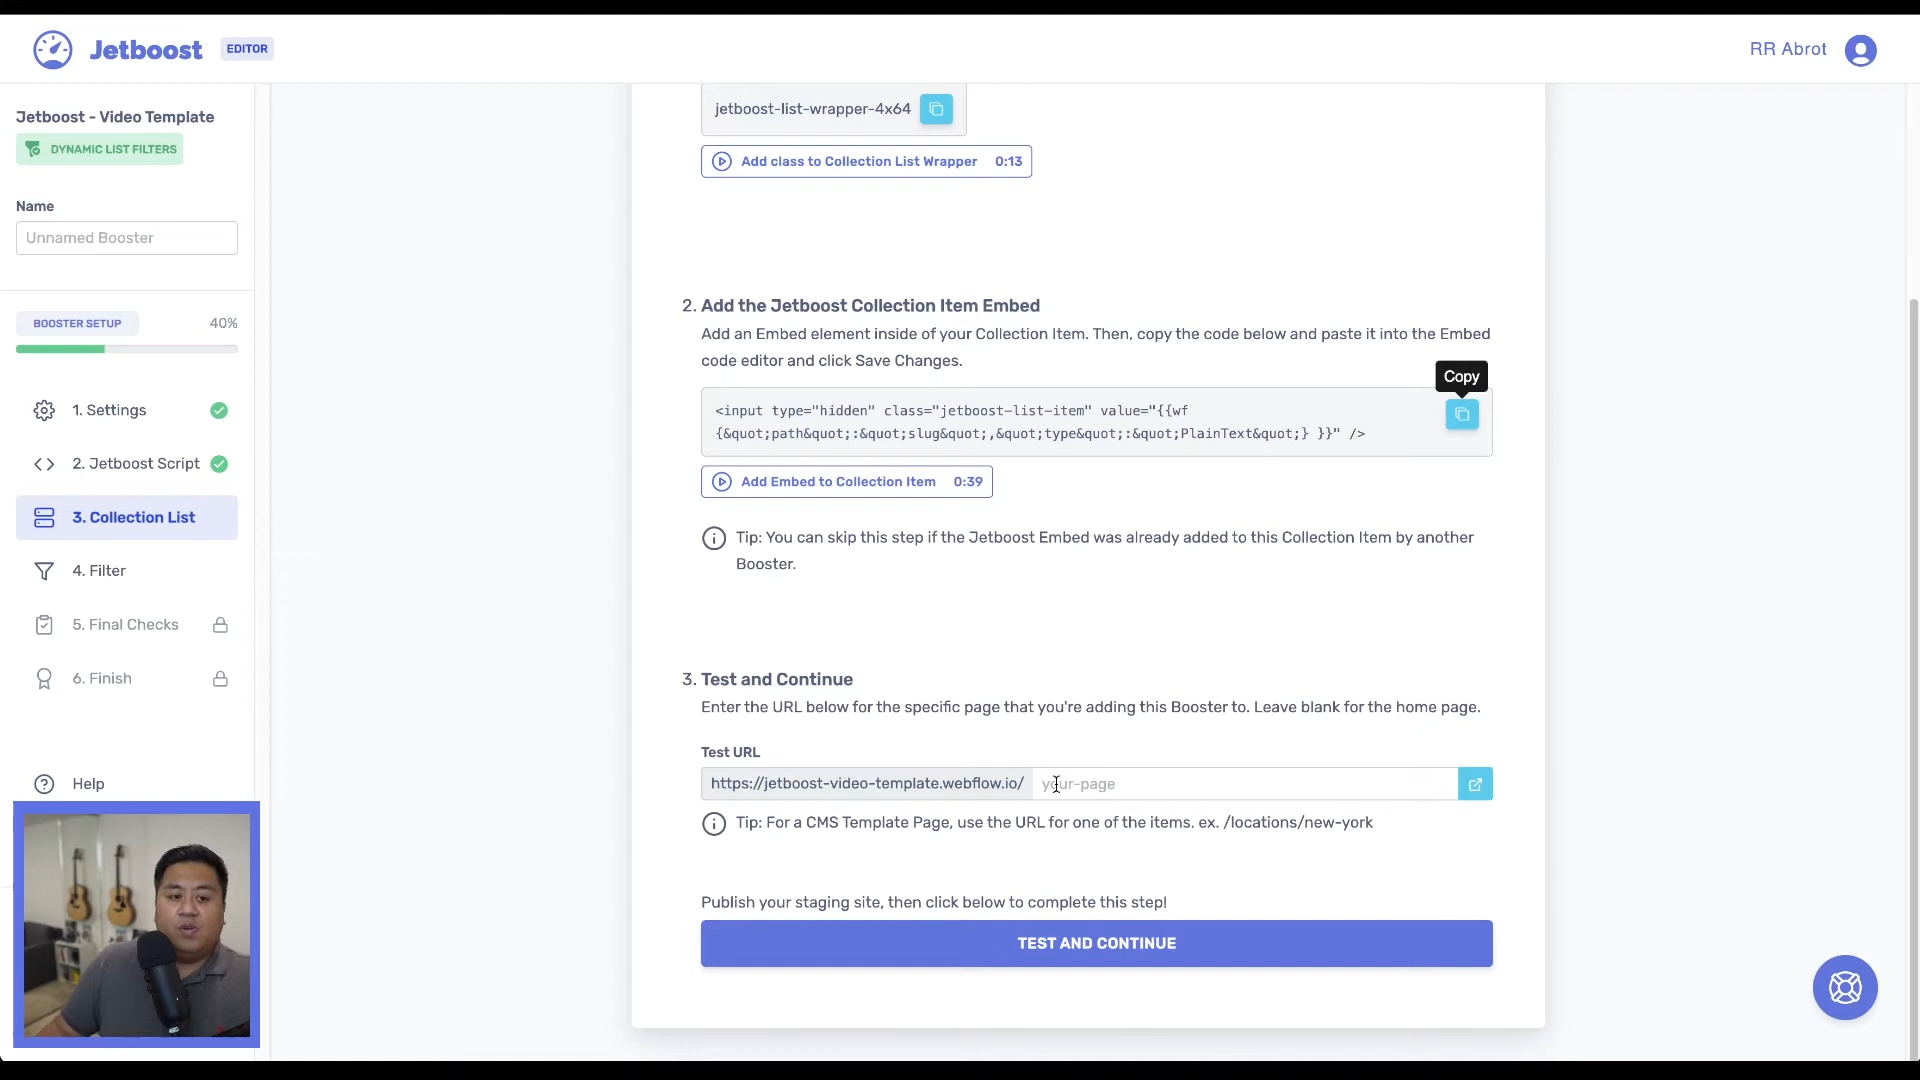 Jetboost EDITOR
RR Abrot
Jetboost - Video Template
DYNAMIC LIST FILTERS
Name
Unnamed Booster
BOOSTER SETUP 40%
1. Settings
2. Jetboost Script
3. Collection List
4. Filter
5. Final Checks
6. Finish
Help
jetboost-list-wrapper-4x64
Add class to Collection List Wrapper 0:13
2. Add the Jetboost Collection Item Embed
Add an Embed element inside of your Collection Item. Then, copy the code below and paste it into the Embed
code editor and click Save Changes.
Copy
<input type="hidden" class="jetboost-list-item" value="{{wf
{&quot;path&quot;:&quot;slug&quot;,&quot;type&quot;:&quot;PlainText&quot;} }}" />
Add Embed to Collection Item 0:39
Tip: You can skip this step if the Jetboost Embed was already added to this Collection Item by another
Booster.
3. Test and Continue
Enter the URL below for the specific page that you're adding this Booster to. Leave blank for the home page.
Test URL
https://jetboost-video-template.webflow.io/ your-page
Tip: For a CMS Template Page, use the URL for one of the items. ex. /locations/new-york
Publish your staging site, then click below to complete this step!
TEST AND CONTINUE